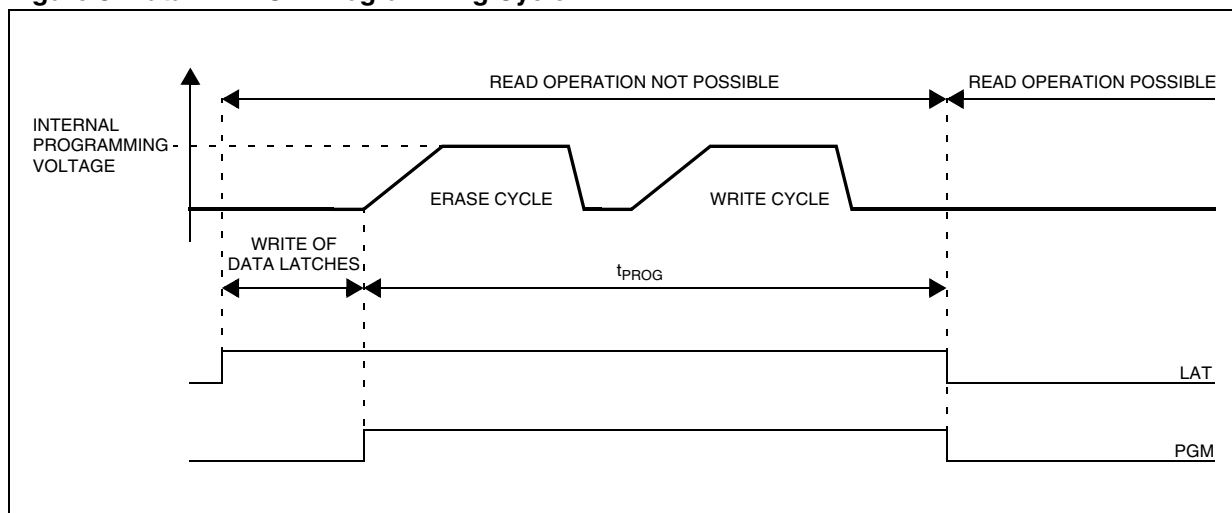 READ OPERATION NOT POSSIBLE
READ OPERATION POSSIBLE
INTERNAL
PROGRAMMING
VOLTAGE
ERASE CYCLE
WRITE CYCLE
WRITE OF
DATA LATCHES
tPROG
LAT
PGM